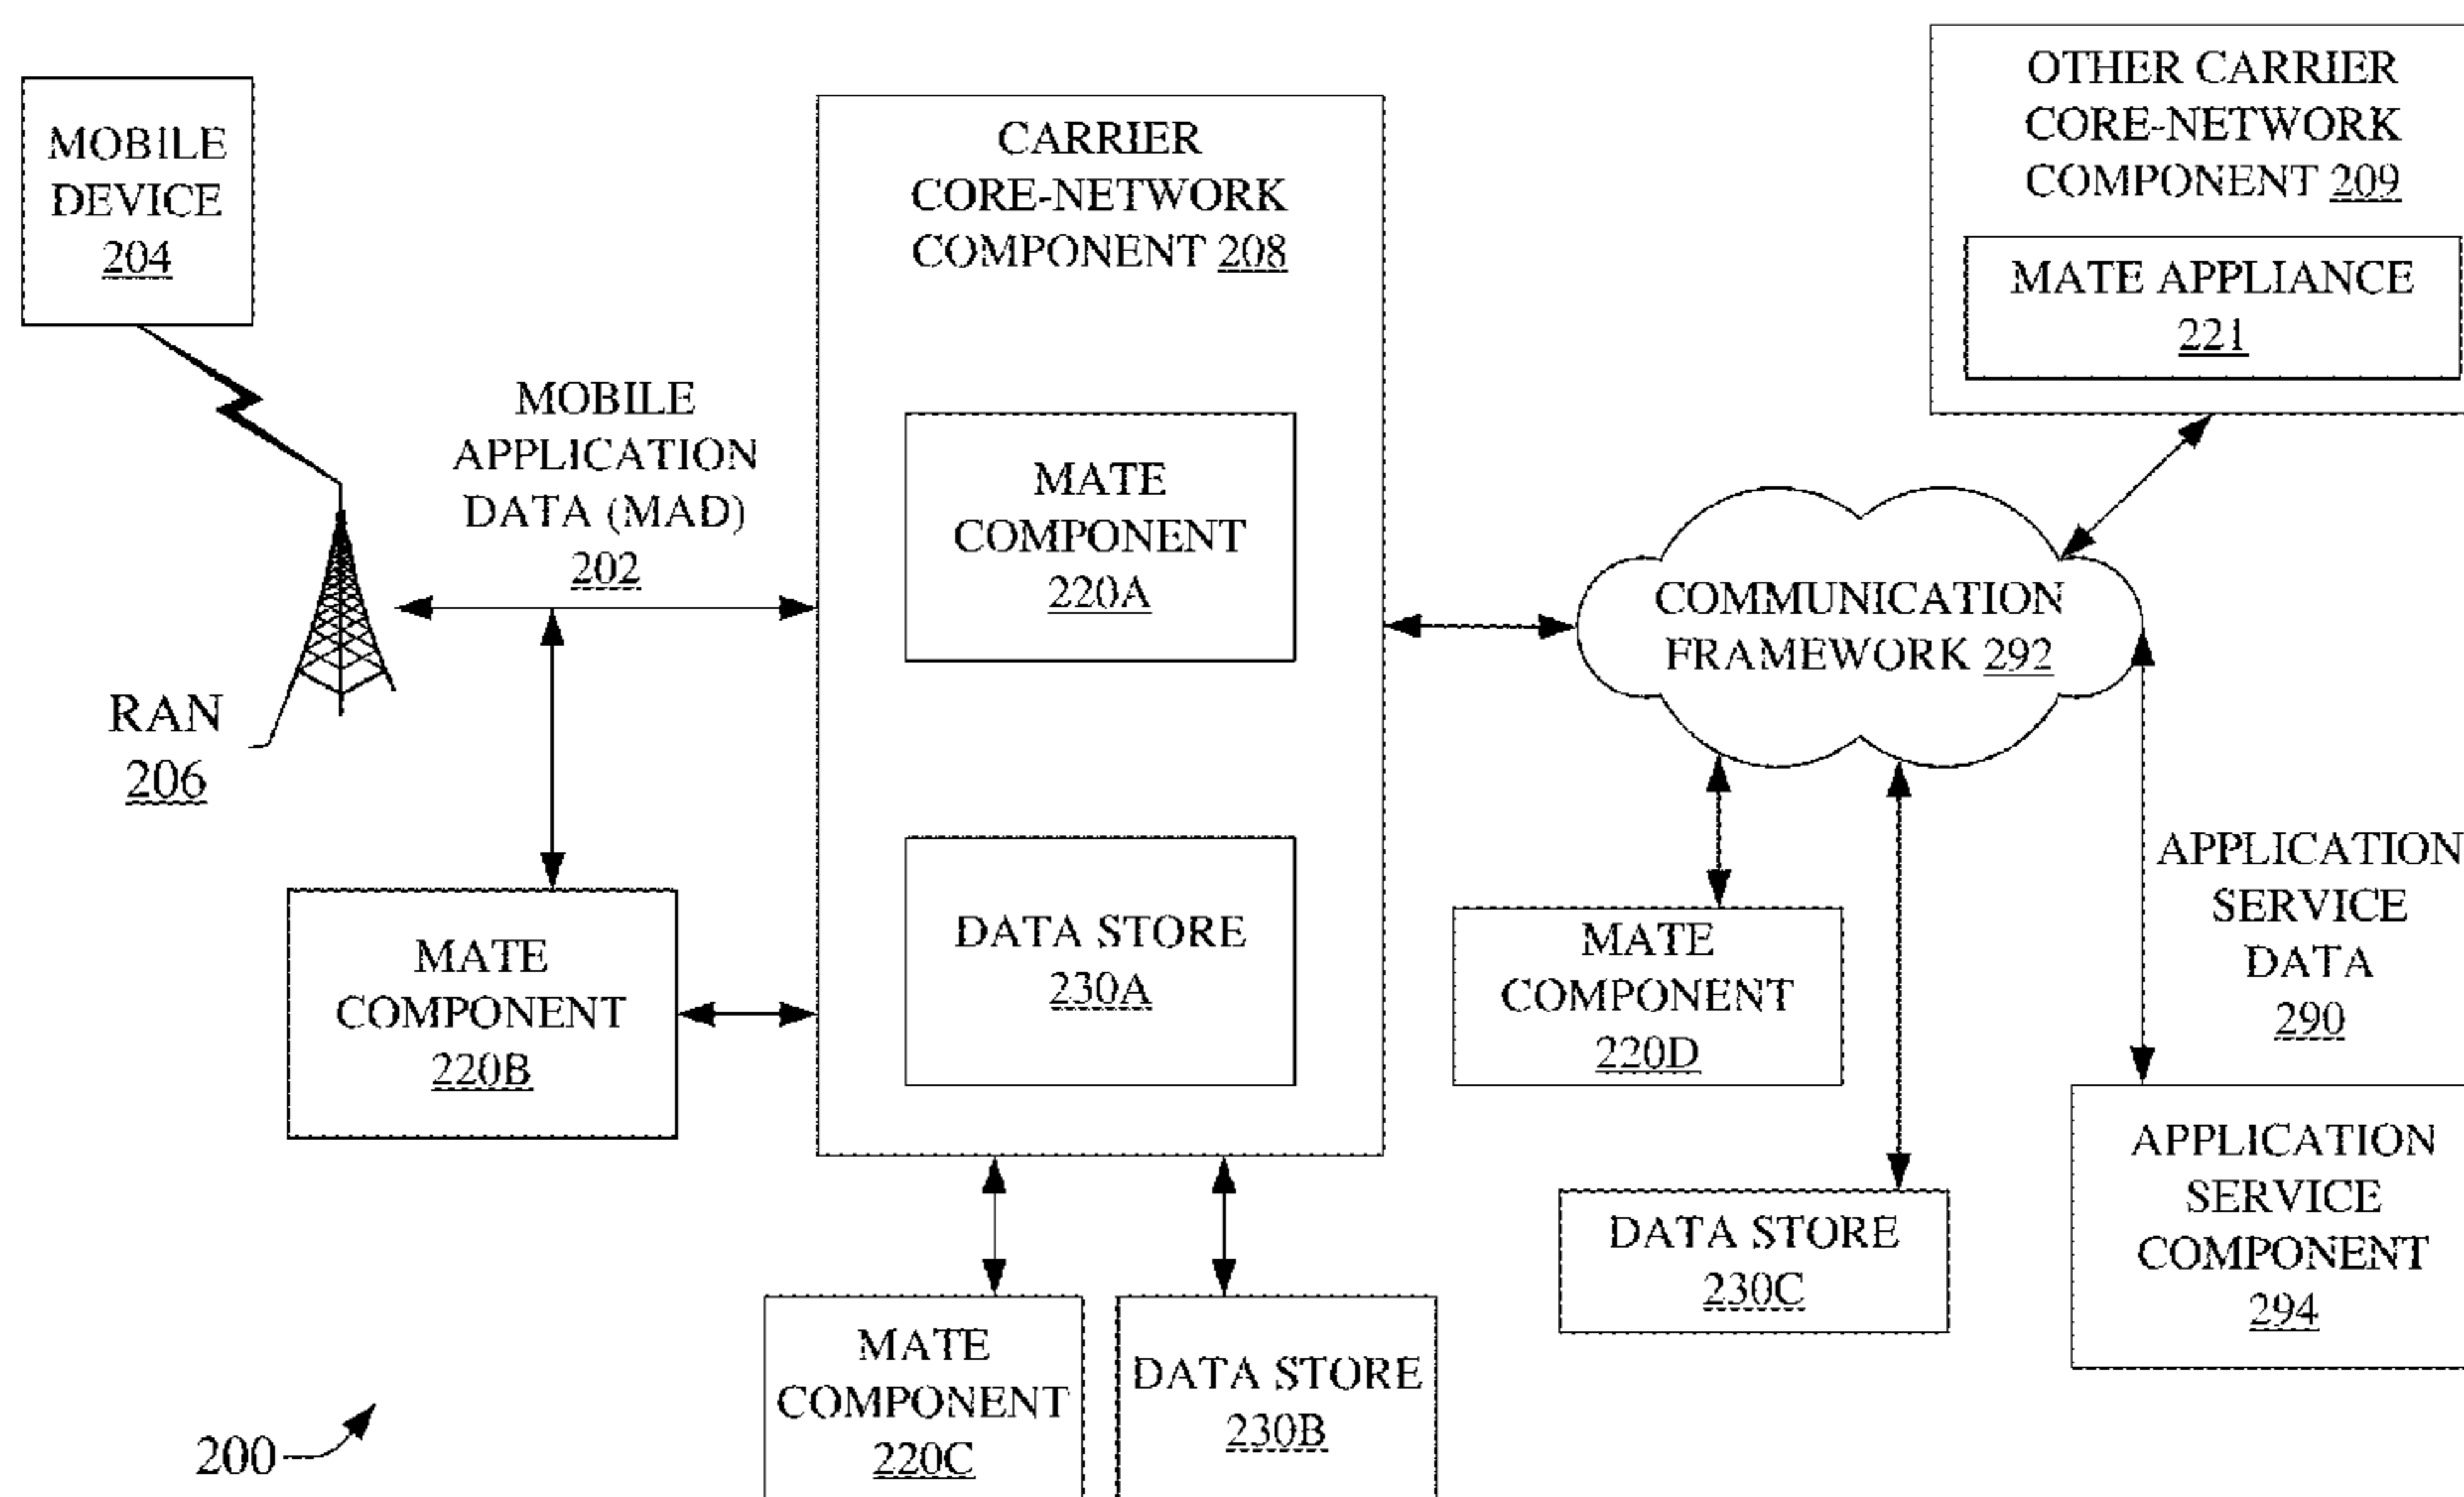 MOBILE
DEVICE
204
MOBILE
APPLICATION
DATA (MAD)
202
RAN
206
CARRIER
CORE-NETWORK
COMPONENT 208
MATE
COMPONENT
220A
DATA STORE
230A
MATE
COMPONENT
220B
MATE
COMPONENT
220C
DATA STORE
230B
OTHER CARRIER
CORE-NETWORK
COMPONENT 209
MATE APPLIANCE
221
COMMUNICATION
FRAMEWORK 292
MATE
COMPONENT
220D
DATA STORE
230C
APPLICATION
SERVICE
DATA
290
APPLICATION
SERVICE
COMPONENT
294
200